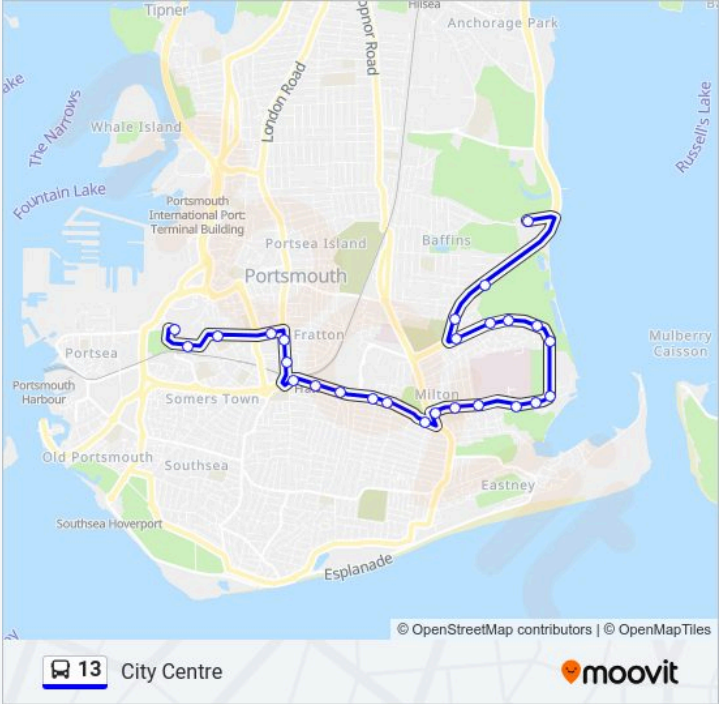 Tipner
Hilsea
Anchorage Park
opnor Road
London Road
The Narrows
Whale Island
Russell's Lake
Fountain Lake
Portsmouth
International Port:
Terminal Building
Portsea Island
Baffins
Portsmouth
Fratton
Portsea
Mulberry
Caisson
Portsmouth
Harbour
Somers Town
Milton
Old Portsmouth
Southsea
Eastney
Southsea Hoverport
Esplanade
© OpenStreetMap contributors | © OpenMapTiles
13 City Centre
moovit